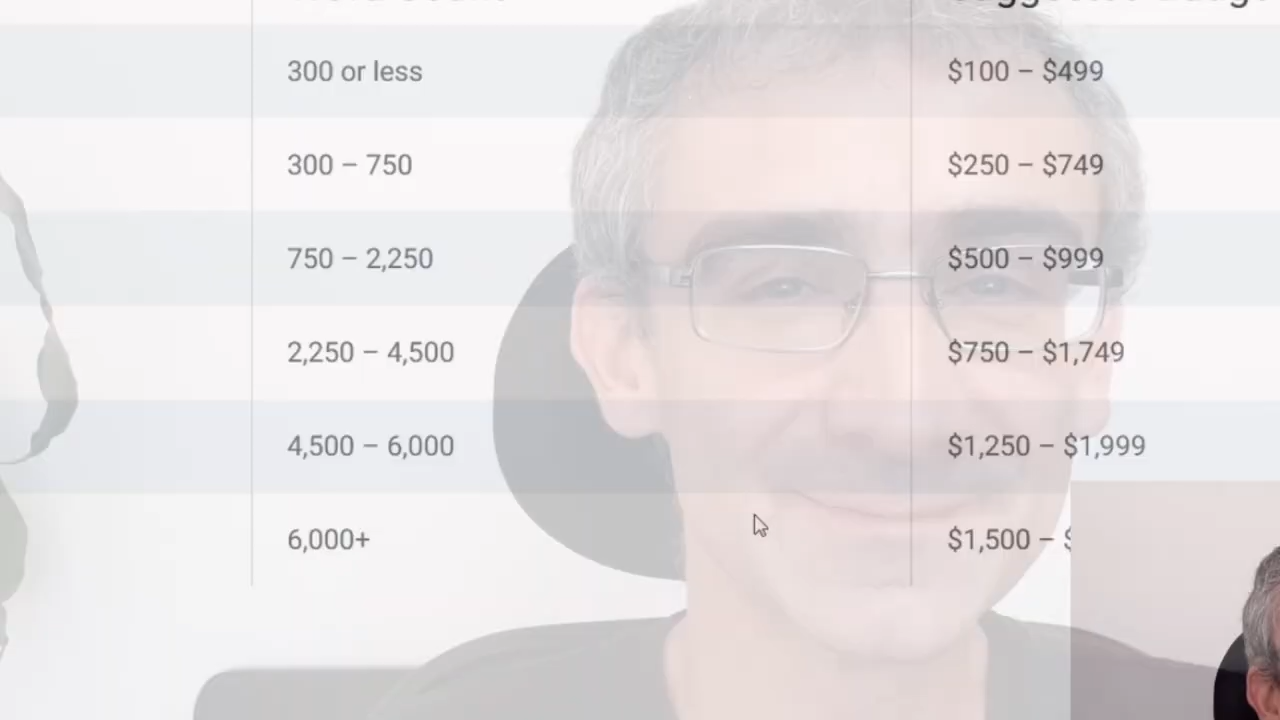 300 or less $100 – $499
300 – 750 $250 – $749
750 – 2,250 $500 – $999
2,250 – 4,500 $750 – $1,749
4,500 – 6,000 $1,250 – $1,999
6,000+ $1,500 – $